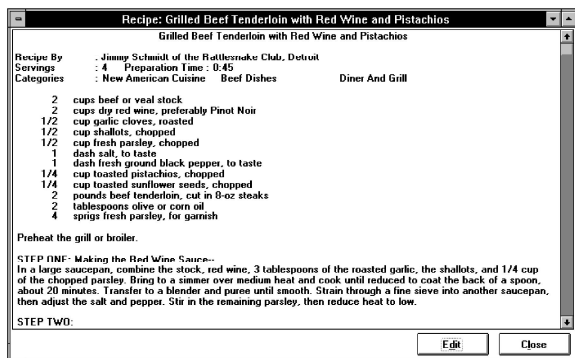 Recipe: Grilled Beef Tenderloin with Red Wine and Pistachios
Grilled Beef Tenderloin with Red Wine and Pistachios
Recipe By : Jimmy Schmidt of the Rattlesnake Club, Detroit
Servings : 4 Preparation Time : 0:45
Categories : New American Cuisine Beef Dishes Diner And Grill
2 cups beef or veal stock
2 cups dry red wine, preferably Pinot Noir
1/2 cup garlic cloves, roasted
1/2 cup shallots, chopped
1/2 cup fresh parsley, chopped
1 dash salt, to taste
1 dash fresh ground black pepper, to taste
1/4 cup toasted pistachios, chopped
1/4 cup toasted sunflower seeds, chopped
2 pounds beef tenderloin, cut in 8-oz steaks
2 tablespoons olive or corn oil
4 sprigs fresh parsley, for garnish
Preheat the grill or broiler.
STEP ONE: Making the Red Wine Sauce--
In a large saucepan, combine the stock, red wine, 3 tablespoons of the roasted garlic, the shallots, and 1/4 cup
of the chopped parsley. Bring to a simmer over medium heat and cook until reduced to coat the back of a spoon,
about 20 minutes. Transfer to a blender and puree until smooth. Strain through a fine sieve into another saucepan,
then adjust the salt and pepper. Stir in the remaining parsley, then reduce heat to low.
STEP TWO:
Edit Close